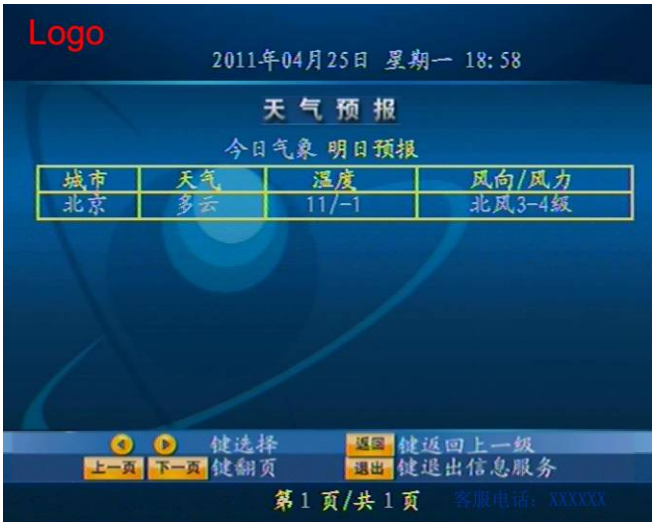 Logo
2011年04月25日 星期一 18:58
天气预报
今日气象 明日预报
城市 天气 温度 风向/风力
北京 多云 11/-1 北风3-4级
键选择 返回 键返回上一级
上一页 下一页 键翻页 退出 键退出信息服务
第1页/共1页 客服电话: XXXXXX